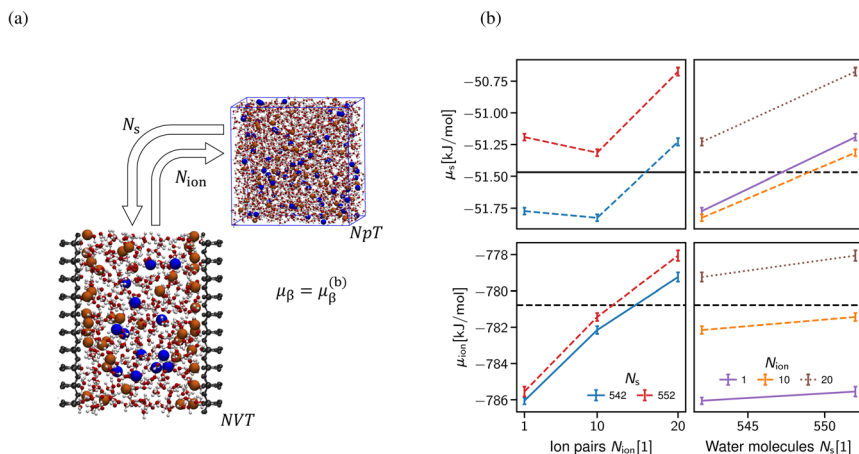 (a)
(b)
N_s
N_ion
NpT
μ_β = μ_β^(b)
NVT
μ_s[kJ/mol]
−50.75
−51.00
−51.25
−51.50
−51.75
μ_ion[kJ/mol]
−778
−780
−782
−784
−786
N_s
542 552
N_ion
1 10 20
1 10 20
545 550
Ion pairs N_ion[1]
Water molecules N_s[1]